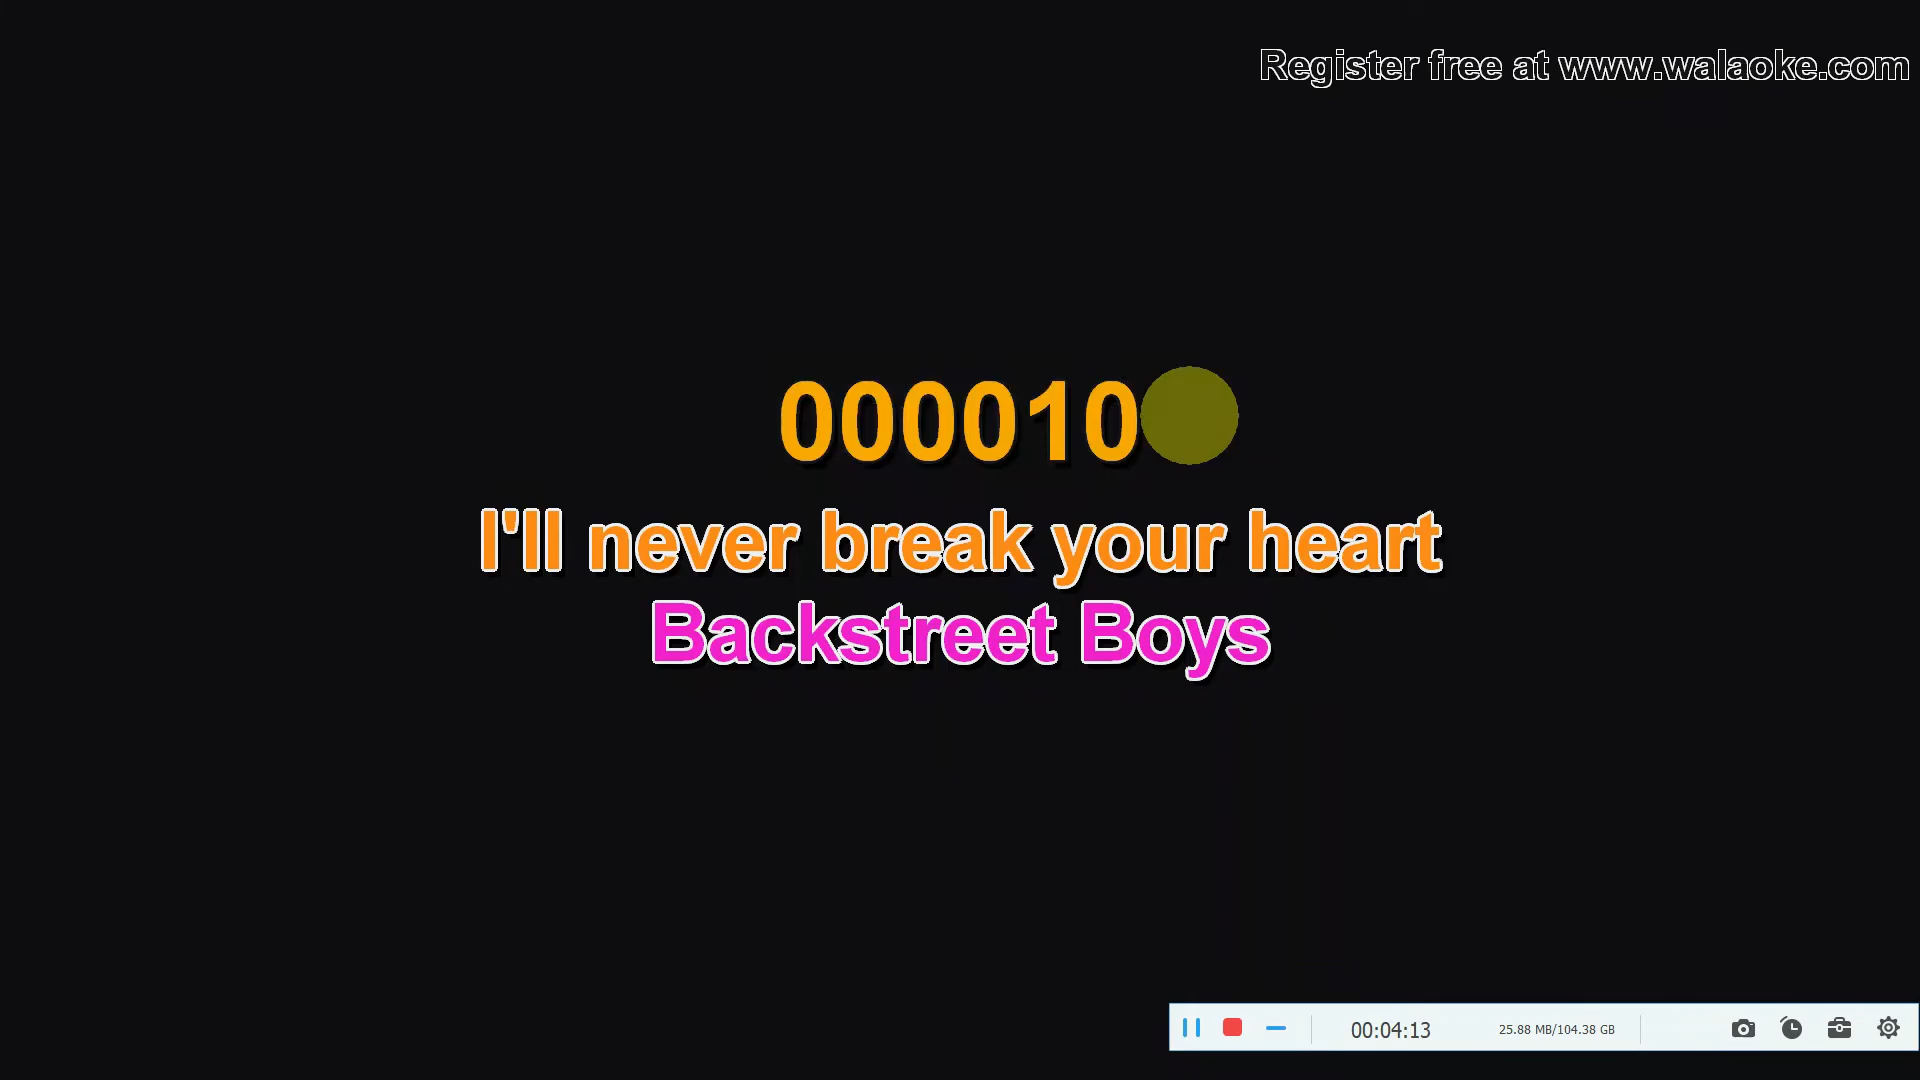 Register free at www.walaoke.com
000010
I'll never break your heart
Backstreet Boys
00:04:13
25.88 MB/104.38 GB